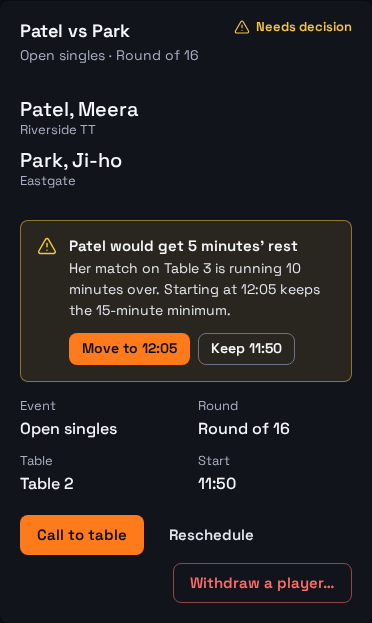 Patel vs Park
Needs decision
Open singles · Round of 16
Patel, Meera
Riverside TT
Park, Ji-ho
Eastgate
Patel would get 5 minutes’ rest
Her match on Table 3 is running 10
minutes over. Starting at 12:05 keeps
the 15-minute minimum.
Move to 12:05
Keep 11:50
Event
Round
Open singles
Round of 16
Table
Start
Table 2
11:50
Call to table
Reschedule
Withdraw a player…